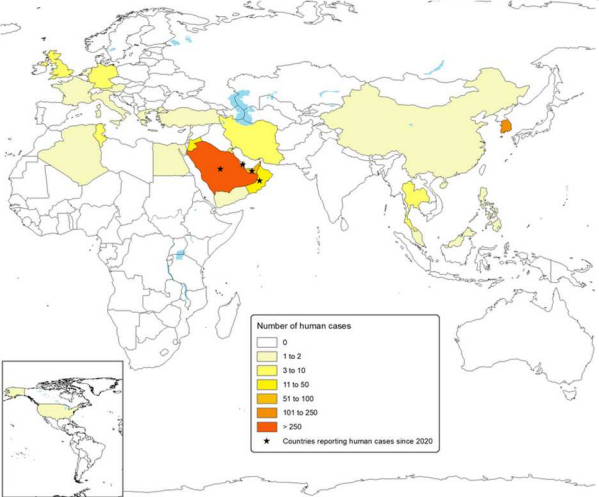 Number of human cases
0
1 to 2
3 to 10
11 to 50
51 to 100
101 to 250
> 250
Countries reporting human cases since 2020